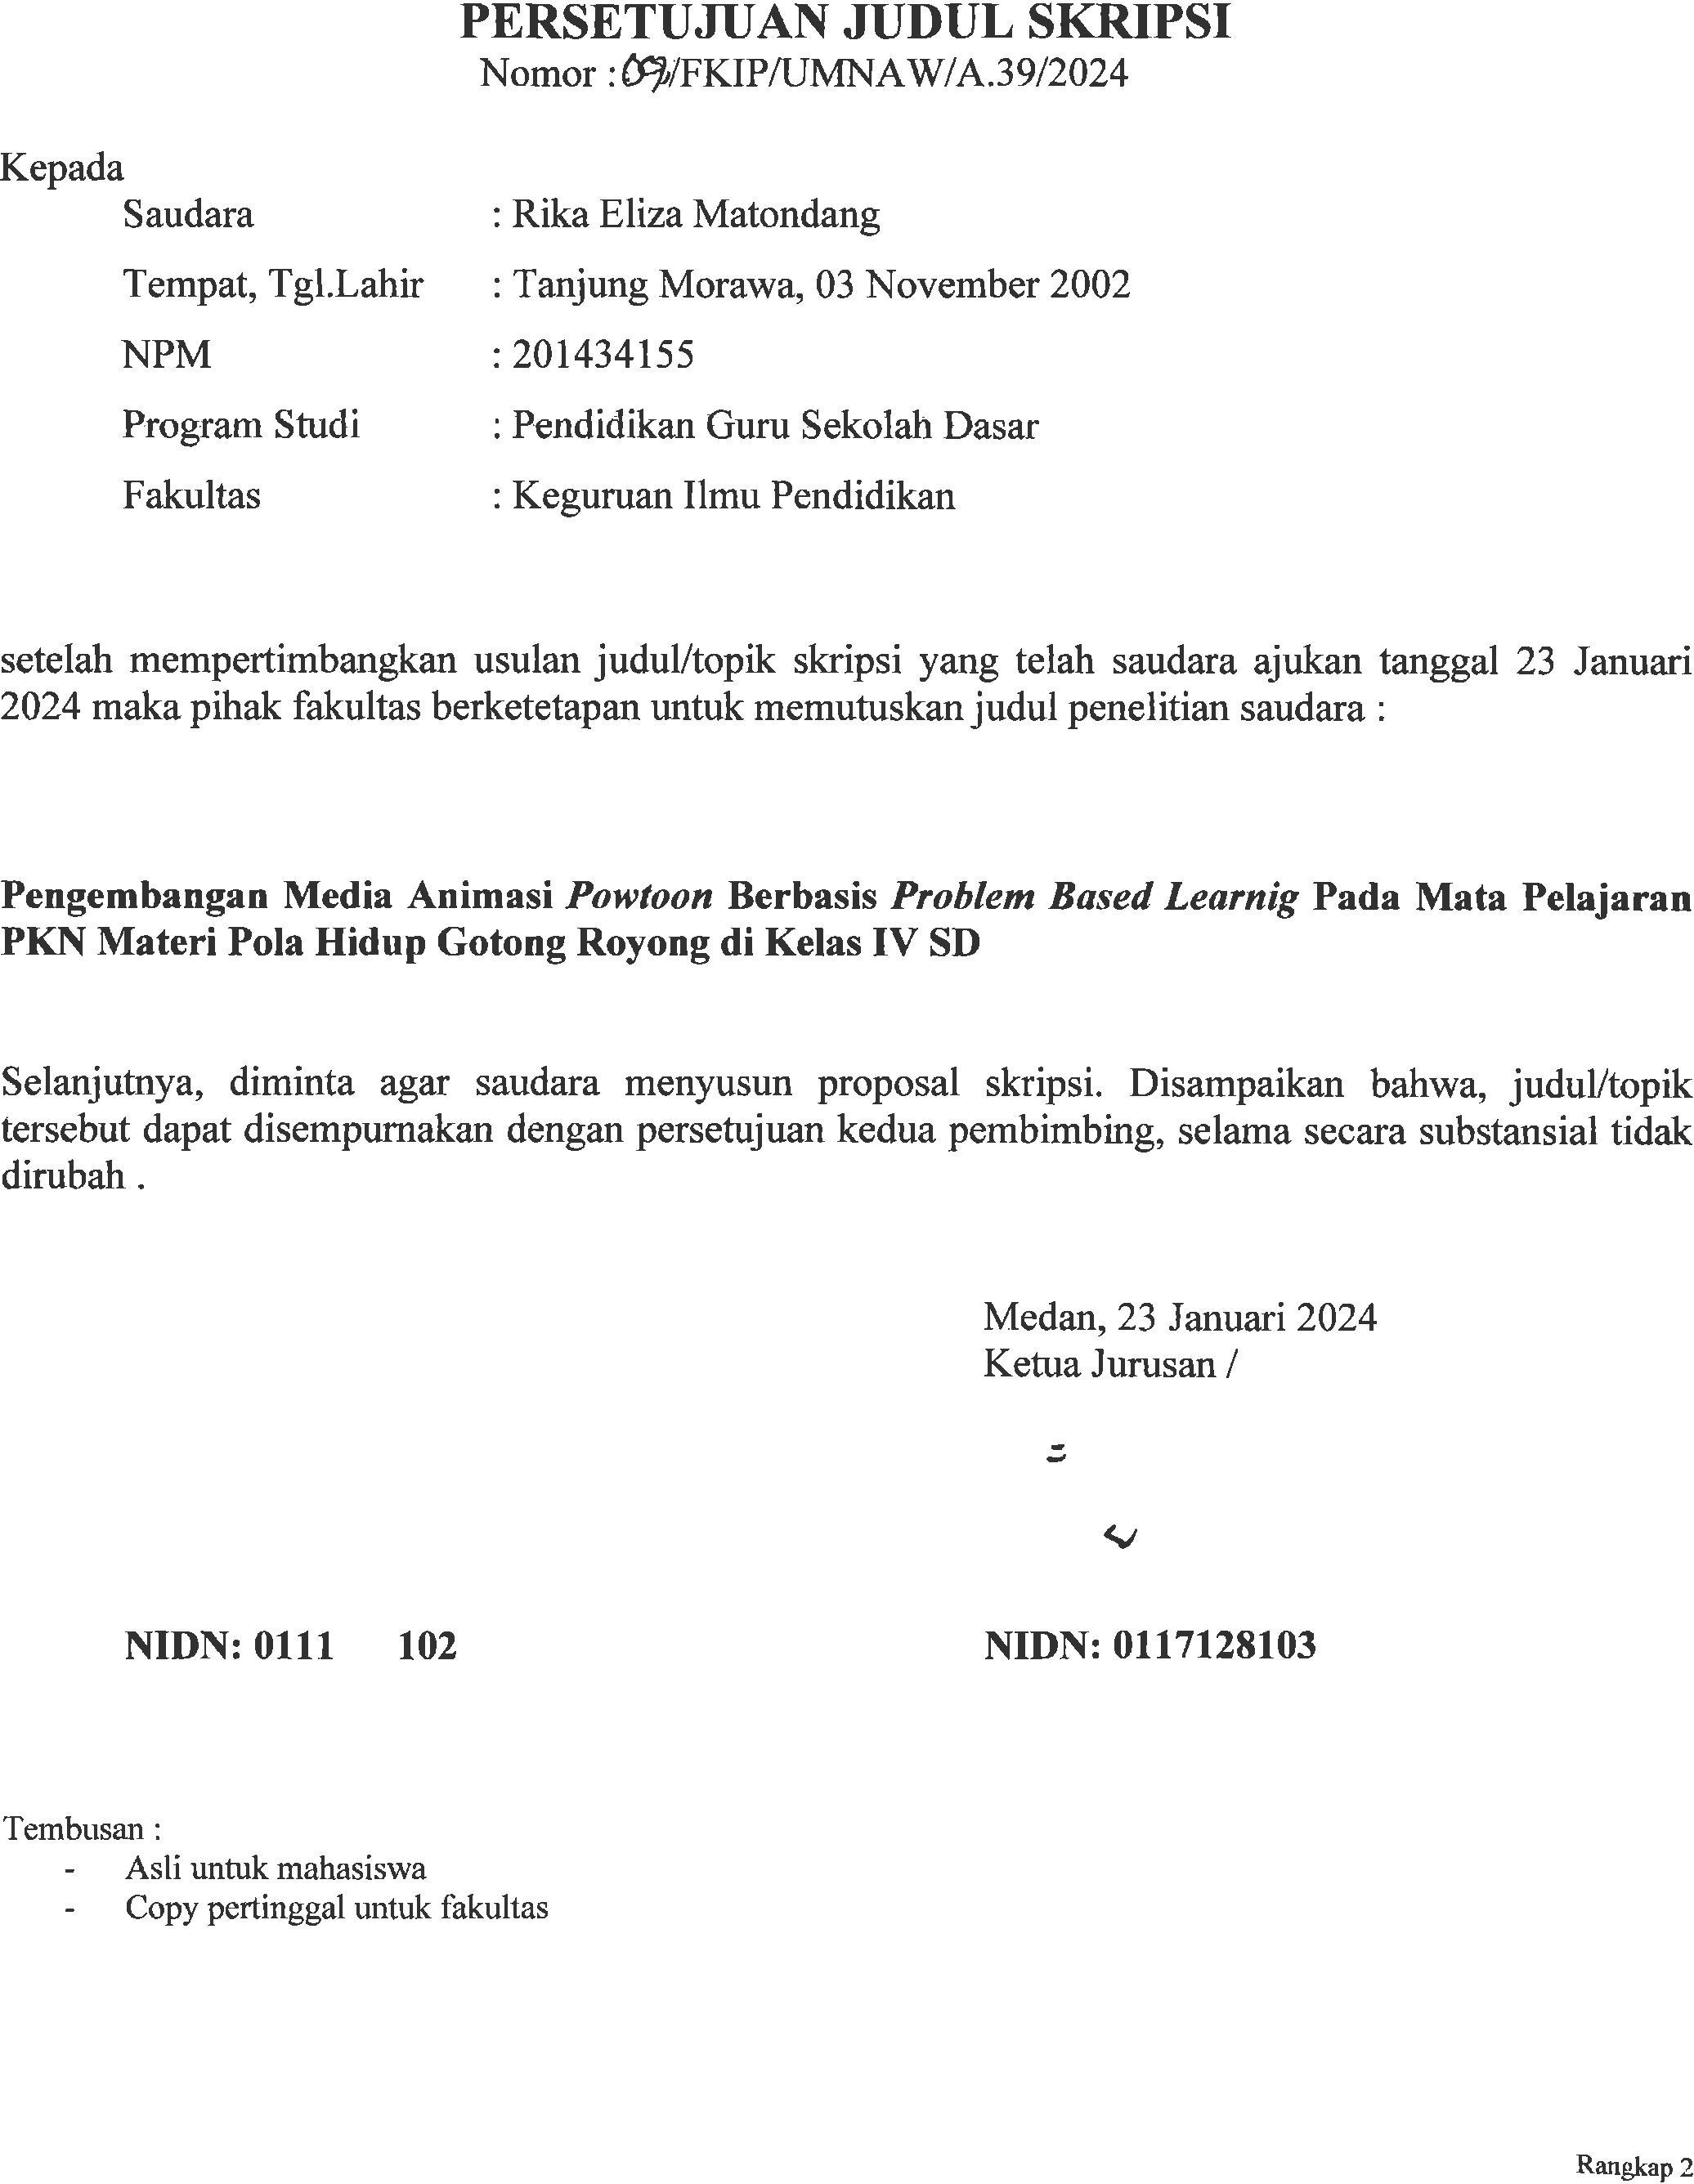 PERSETUJUAN JUDUL SKRIPSI
Nomor : /FKIP/UMNAW/A.39/2024
Kepada
Saudara : Rika Eliza Matondang
Tempat, Tgl.Lahir : Tanjung Morawa, 03 November 2002
NPM : 201434155
Program Studi : Pendidikan Guru Sekolah Dasar
Fakultas : Keguruan Ilmu Pendidikan
setelah mempertimbangkan usulan judul/topik skripsi yang telah saudara ajukan tanggal 23 Januari
2024 maka pihak fakultas berketetapan untuk memutuskan judul penelitian saudara :
Pengembangan Media Animasi Powtoon Berbasis Problem Based Learnig Pada Mata Pelajaran
PKN Materi Pola Hidup Gotong Royong di Kelas IV SD
Selanjutnya, diminta agar saudara menyusun proposal skripsi. Disampaikan bahwa, judul/topik
tersebut dapat disempurnakan dengan persetujuan kedua pembimbing, selama secara substansial tidak
dirubah .
Medan, 23 Januari 2024
Ketua Jurusan /
NIDN: 0111 102 NIDN: 0117128103
Tembusan :
- Asli untuk mahasiswa
- Copy pertinggal untuk fakultas
Rangkap 2